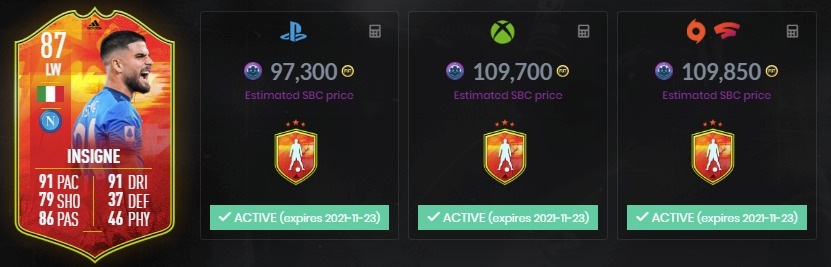 adidas
87
LW
N
INSIGNE
91 PAC 91 DRI
79 SHO 37 DEF
86 PAS 46 PHY
97,300
Estimated SBC price
ACTIVE (expires 2021-11-23)
109,700
Estimated SBC price
ACTIVE (expires 2021-11-23)
109,850
Estimated SBC price
ACTIVE (expires 2021-11-23)